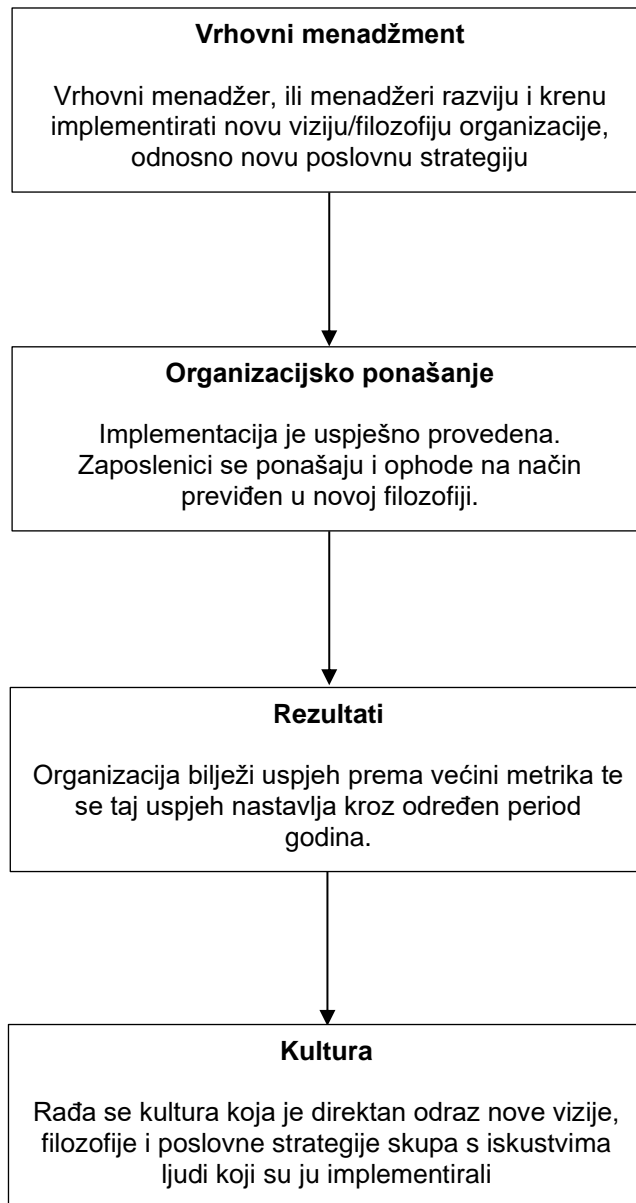 Vrhovni menadžment
Vrhovni menadžer, ili menadžeri razviju i krenu
implementirati novu viziju/filozofiju organizacije,
odnosno novu poslovnu strategiju
Organizacijsko ponašanje
Implementacija je uspješno provedena.
Zaposlenici se ponašaju i ophode na način
previđen u novoj filozofiji.
Rezultati
Organizacija bilježi uspjeh prema većini metrika te
se taj uspjeh nastavlja kroz određen period
godina.
Kultura
Rađa se kultura koja je direktan odraz nove vizije,
filozofije i poslovne strategije skupa s iskustvima
ljudi koji su ju implementirali